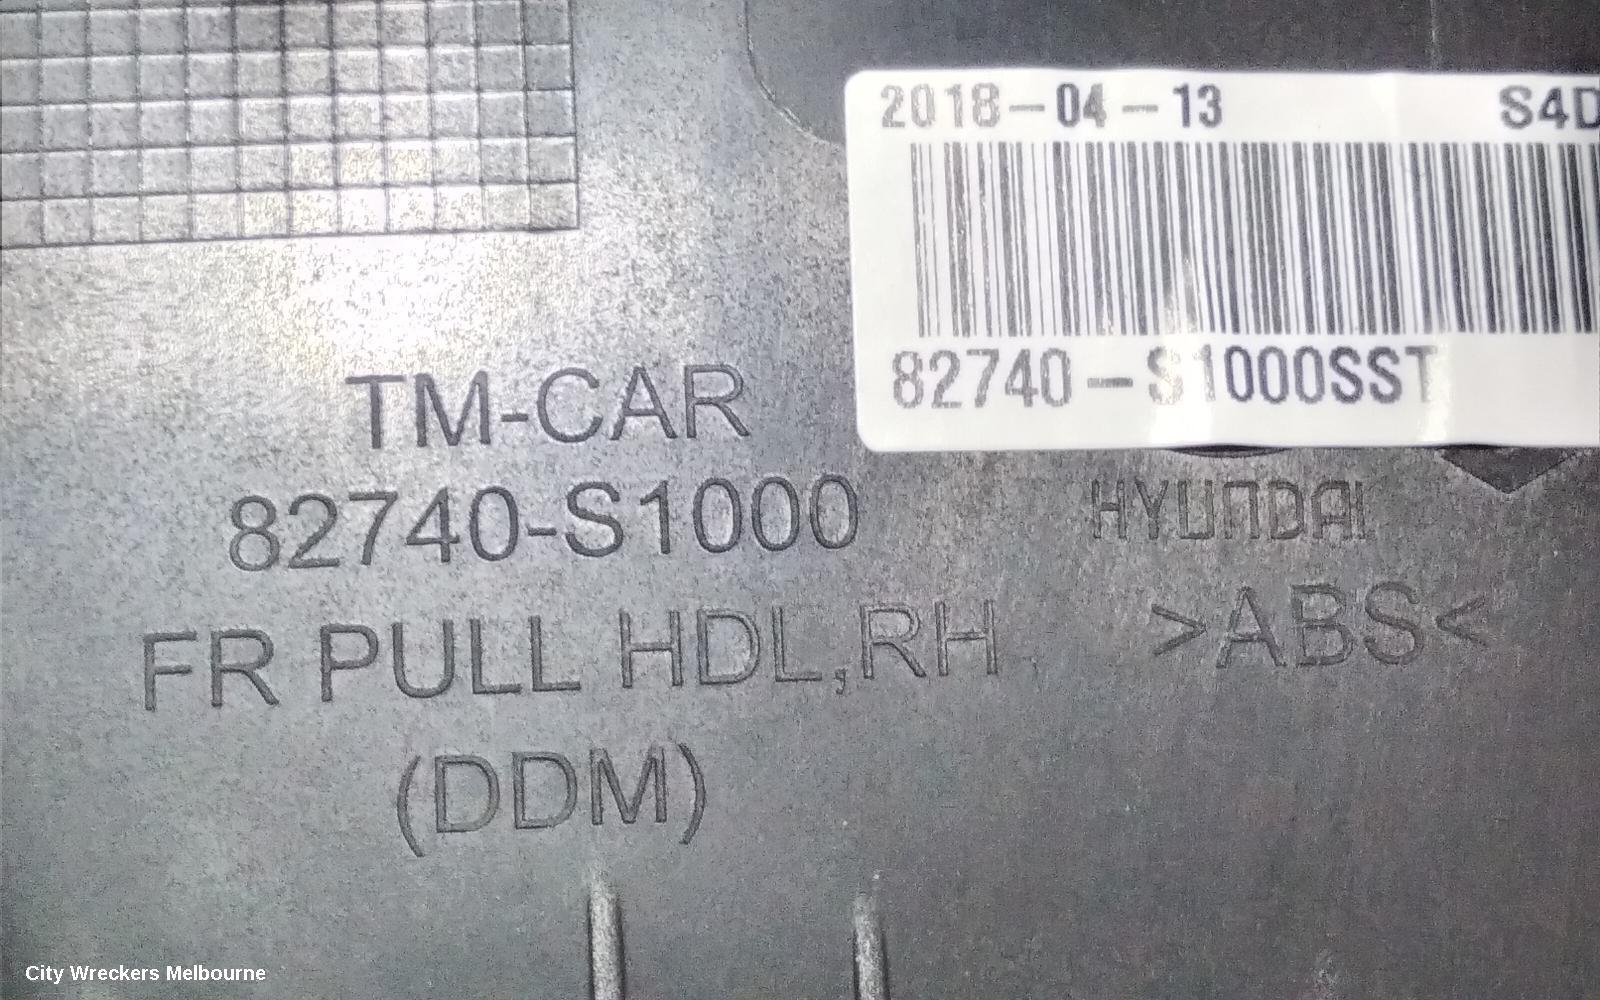 2018-04-13 S4D
82740-S1000SST
TM-CAR
82740-S1000
HYUNDAI
FR PULL HDL,RH
>ABS<
(DDM)
City Wreckers Melbourne